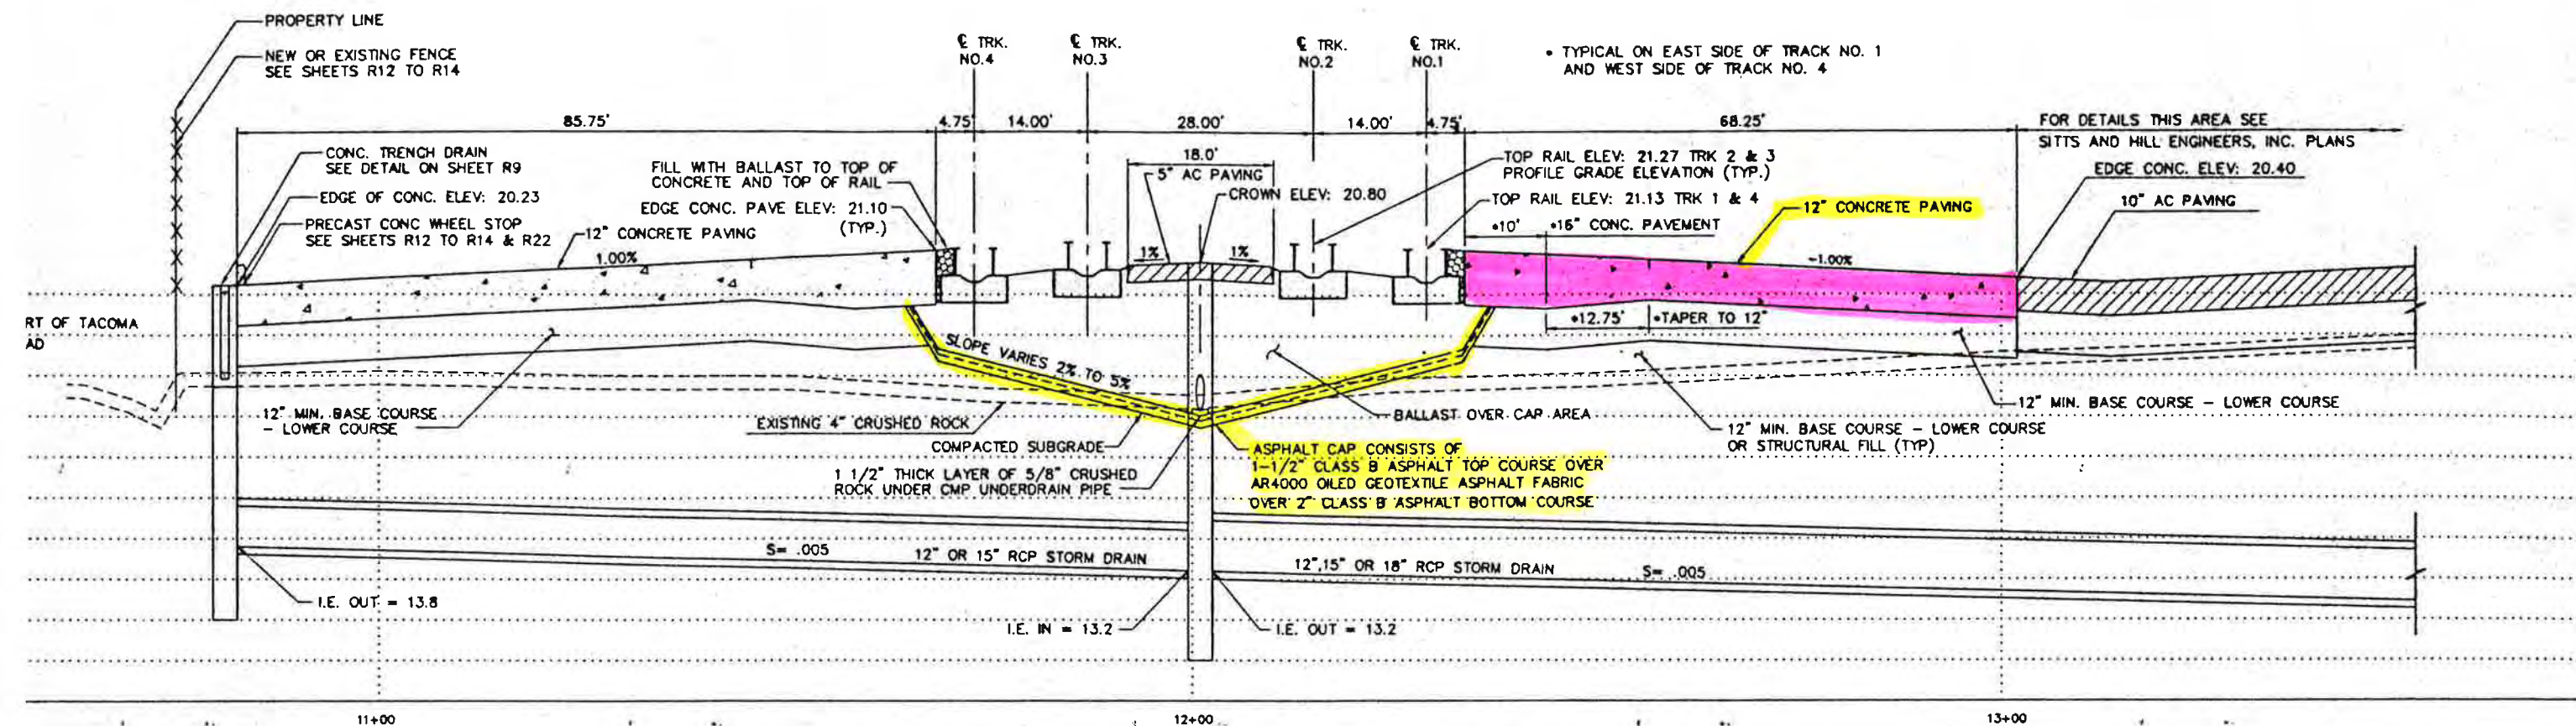 PROPERTY LINE
NEW OR EXISTING FENCE
SEE SHEETS R12 TO R14
℄ TRK.
NO.4
℄ TRK.
NO.3
℄ TRK.
NO.2
℄ TRK.
NO.1
• TYPICAL ON EAST SIDE OF TRACK NO. 1
AND WEST SIDE OF TRACK NO. 4
85.75'
4.75'
14.00'
28.00'
14.00'
4.75'
68.25'
FOR DETAILS THIS AREA SEE
SITTS AND HILL ENGINEERS, INC. PLANS
CONC. TRENCH DRAIN
SEE DETAIL ON SHEET R9
EDGE OF CONC. ELEV: 20.23
PRECAST CONC WHEEL STOP
SEE SHEETS R12 TO R14 & R22
FILL WITH BALLAST TO TOP OF
CONCRETE AND TOP OF RAIL
EDGE CONC. PAVE ELEV: 21.10
(TYP.)
12" CONCRETE PAVING
1.00%
18.0'
5" AC PAVING
CROWN ELEV: 20.80
1%
1%
TOP RAIL ELEV: 21.27 TRK 2 & 3
PROFILE GRADE ELEVATION (TYP.)
TOP RAIL ELEV: 21.13 TRK 1 & 4
•10'
•16" CONC. PAVEMENT
12" CONCRETE PAVING
-1.00%
EDGE CONC. ELEV: 20.40
10" AC PAVING
RT OF TACOMA
AD
•12.75'
•TAPER TO 12"
SLOPE VARIES 2% TO 5%
12" MIN. BASE COURSE
- LOWER COURSE
EXISTING 4" CRUSHED ROCK
COMPACTED SUBGRADE
1 1/2" THICK LAYER OF 5/8" CRUSHED
ROCK UNDER CMP UNDERDRAIN PIPE
BALLAST OVER CAP AREA
ASPHALT CAP CONSISTS OF
1-1/2" CLASS B ASPHALT TOP COURSE OVER
AR4000 OILED GEOTEXTILE ASPHALT FABRIC
OVER 2" CLASS B ASPHALT BOTTOM COURSE
12" MIN. BASE COURSE - LOWER COURSE
12" MIN. BASE COURSE - LOWER COURSE
OR STRUCTURAL FILL (TYP)
S= .005
12" OR 15" RCP STORM DRAIN
12",15" OR 18" RCP STORM DRAIN
S= .005
I.E. OUT = 13.8
I.E. IN = 13.2
I.E. OUT = 13.2
11+00
12+00
13+00